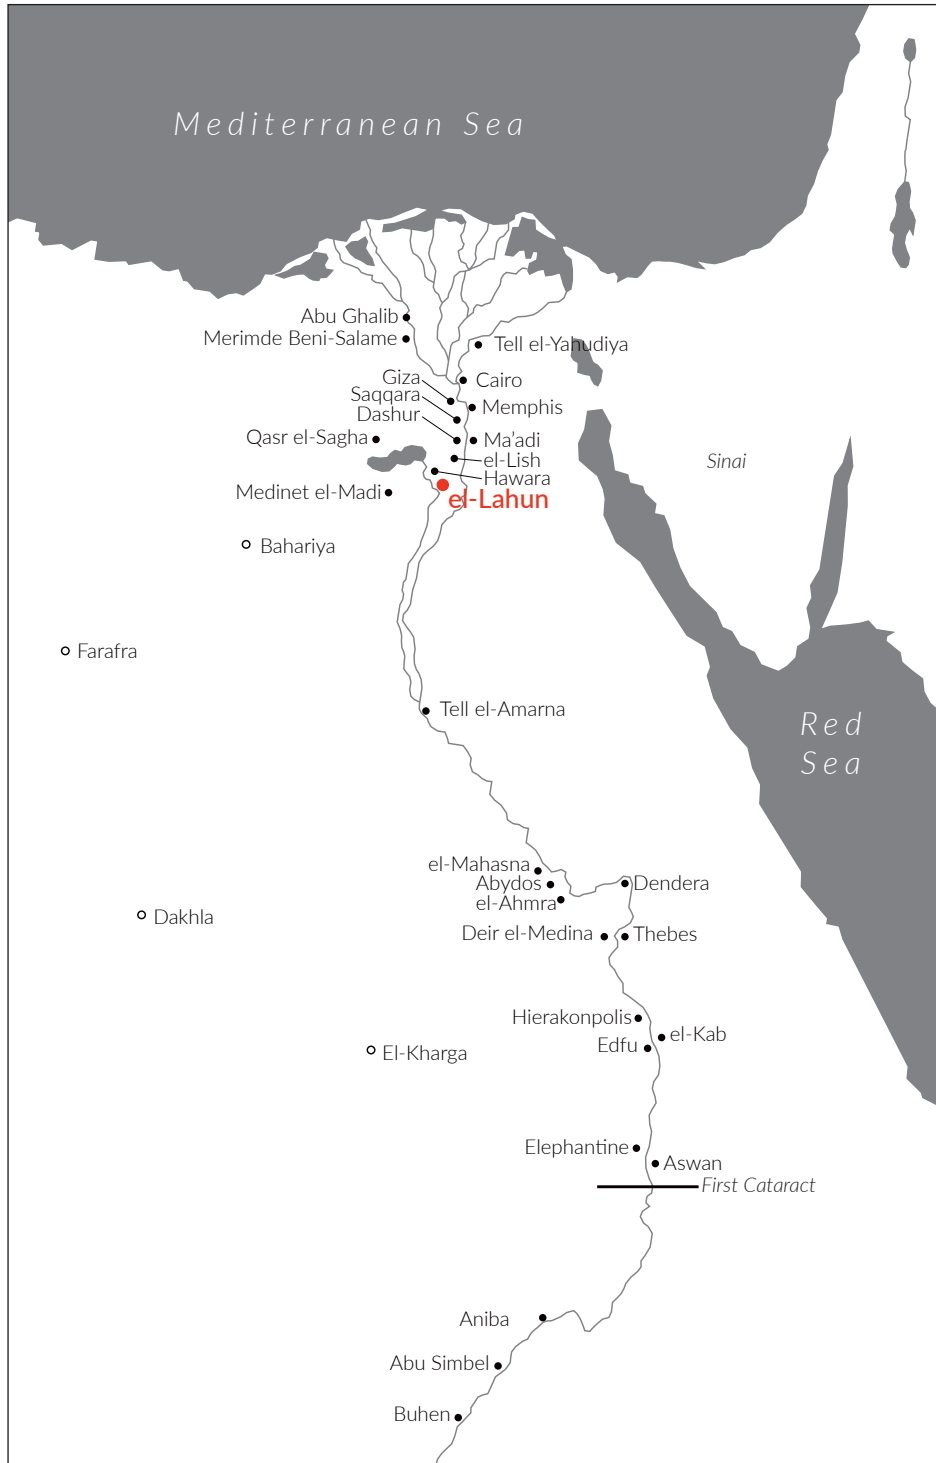 Mediterranean Sea
Abu Ghalib
Merimde Beni-Salame
Tell el-Yahudiya
Giza
Cairo
Saqqara
Memphis
Dashur
Qasr el-Sagha
Ma'adi
el-Lish
Sinai
Hawara
Medinet el-Madi
el-Lahun
Bahariya
Farafra
Tell el-Amarna
Red
Sea
el-Mahasna
Abydos
Dendera
el-Ahmra
Dakhla
Deir el-Medina
Thebes
Hierakonpolis
el-Kab
Edfu
El-Kharga
Elephantine
Aswan
First Cataract
Aniba
Abu Simbel
Buhen